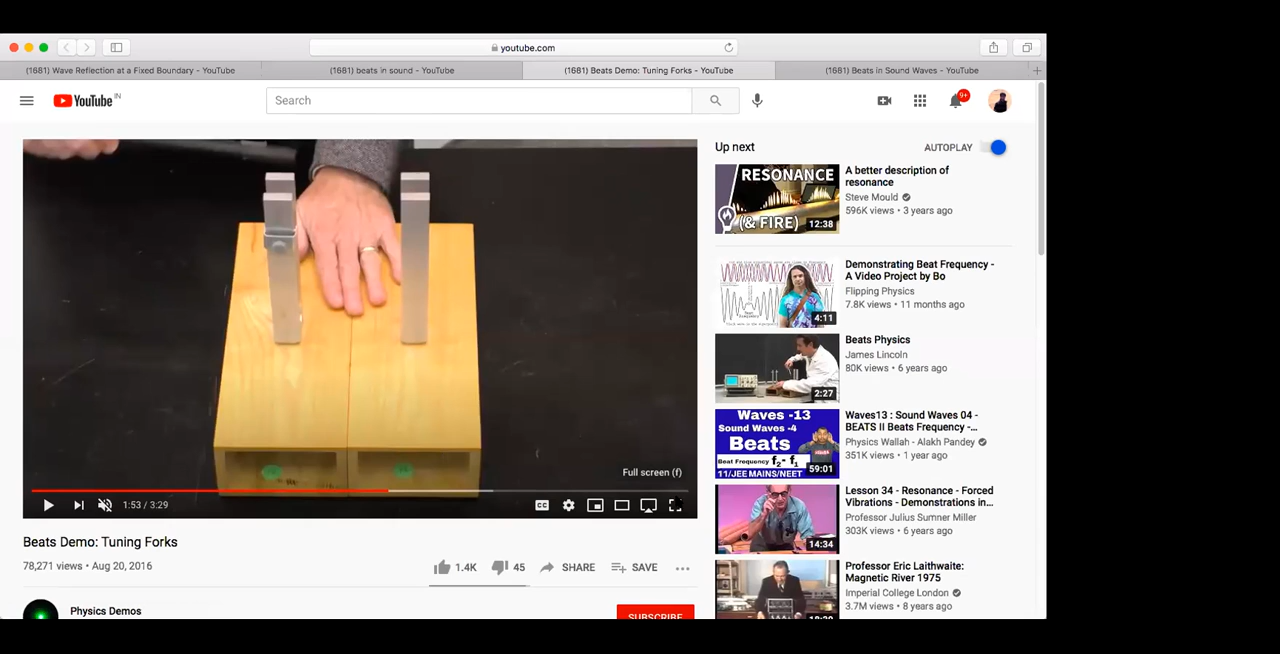 youtube.com
(1681) Wave Reflection at a Fixed Boundary - YouTube
(1681) beats in sound - YouTube
(1681) Beats Demo: Tuning Forks - YouTube
(1681) Beats in Sound Waves - YouTube
YouTube IN
Search
9+
Up next
AUTOPLAY
RESONANCE
(& FIRE)
12:38
A better description of
resonance
Steve Mould
596K views • 3 years ago
4:11
Demonstrating Beat Frequency -
A Video Project by Bo
Flipping Physics
7.8K views • 11 months ago
2:27
Beats Physics
James Lincoln
80K views • 6 years ago
Waves -13
Sound Waves -4
Beats
Beat Frequency f2- f1
11/JEE MAINS/NEET
59:01
Waves13 : Sound Waves 04 -
BEATS II Beats Frequency -...
Physics Wallah - Alakh Pandey
351K views • 1 year ago
14:34
Lesson 34 - Resonance - Forced
Vibrations - Demonstrations in...
Professor Julius Sumner Miller
303K views • 6 years ago
Professor Eric Laithwaite:
Magnetic River 1975
Imperial College London
3.7M views • 8 years ago
Full screen (f)
1:53 / 3:29
CC
Beats Demo: Tuning Forks
78,271 views • Aug 20, 2016
1.4K
45
SHARE
SAVE
Physics Demos
SUBSCRIBE